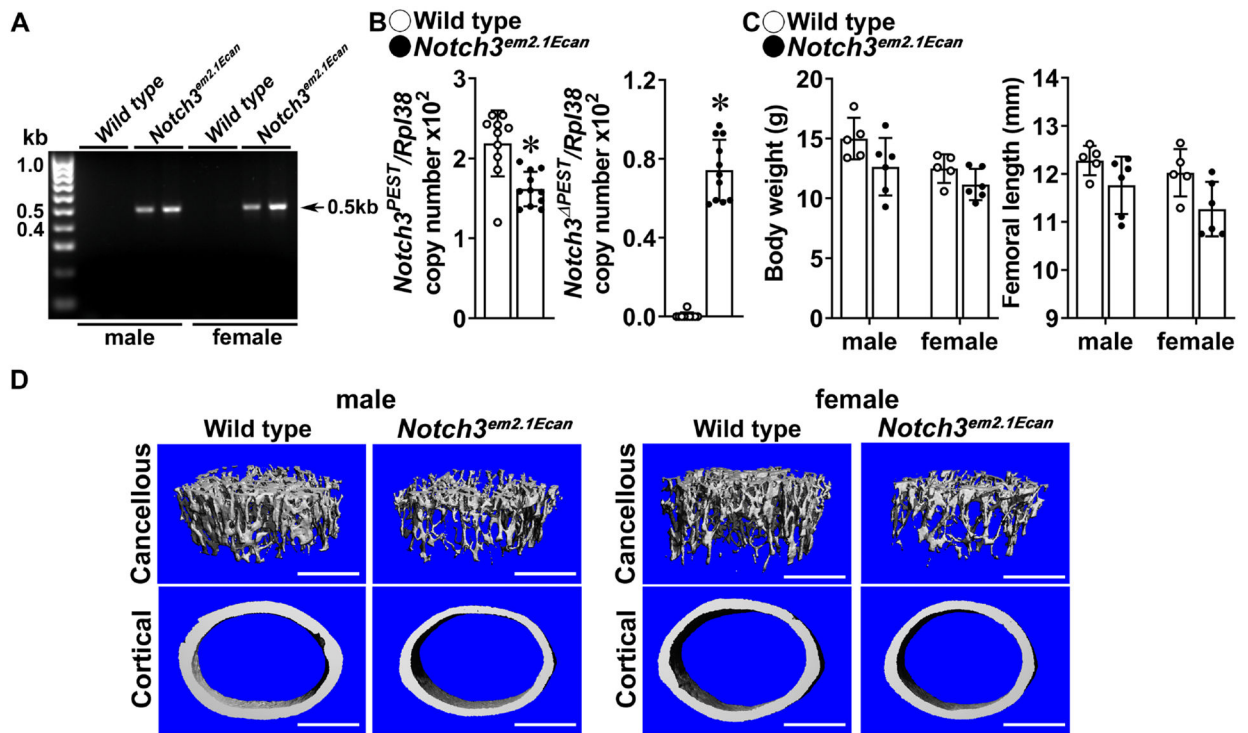 A
Wild type
Notch3em2.1Ecan
Wild type
Notch3em2.1Ecan
kb
1.0
0.5
0.4
0.5kb
male
female
B
Wild type
Notch3em2.1Ecan
Notch3PEST/Rpl38
copy number x102
3
2
1
0
*
Notch3ΔPEST/Rpl38
copy number x102
1.2
0.8
0.4
0.0
*
C
Wild type
Notch3em2.1Ecan
Body weight (g)
20
15
10
5
0
male
female
Femoral length (mm)
13
12
11
10
9
male
female
D
male
female
Wild type
Notch3em2.1Ecan
Wild type
Notch3em2.1Ecan
Cancellous
Cancellous
Cortical
Cortical